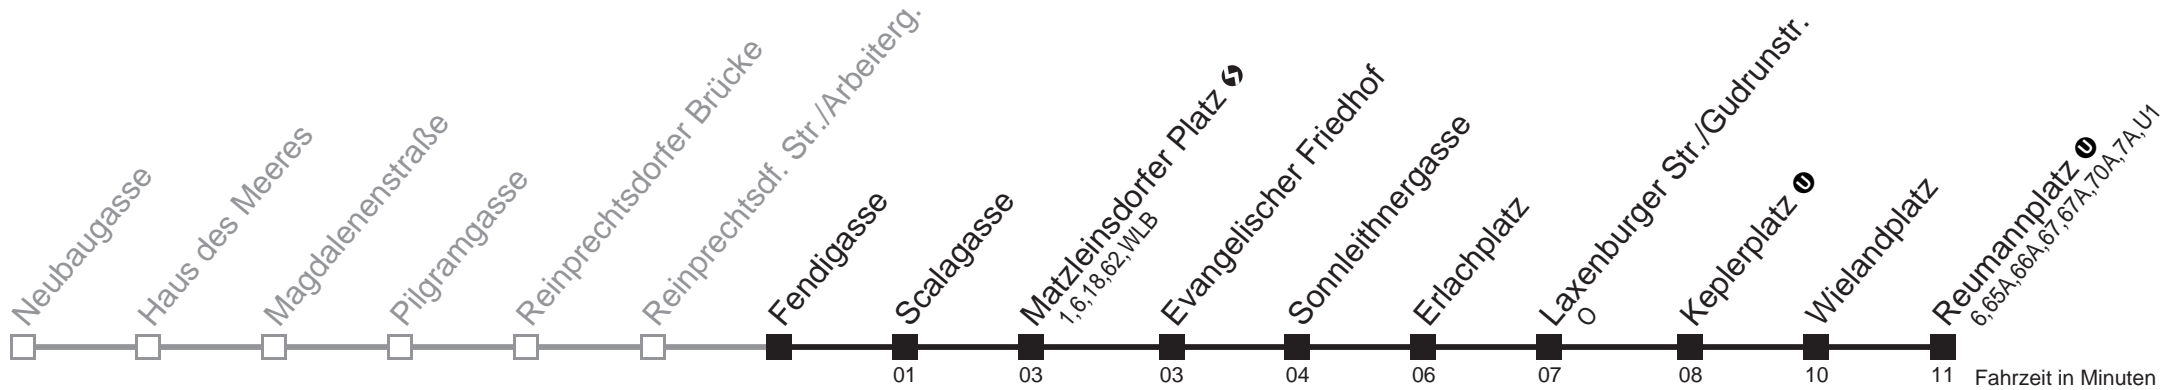 Neubaugasse
Haus des Meeres
Magdalenenstraße
Pilgramgasse
Reinprechtsdorfer Brücke
Reinprechtsdf. Str./Arbeiterg.
Fendigasse
Scalagasse
Matzleinsdorfer Platz
1,6,18,62,WLB
Evangelischer Friedhof
Sonnleithnergasse
Erlachplatz
Laxenburger Str./Gudrunstr.
O
Keplerplatz U
Wielandplatz
Reumannplatz U
6,65A,66A,67,67A,70A,7A,U1
01 03 03 04 06 07 08 10 11 Fahrzeit in Minuten